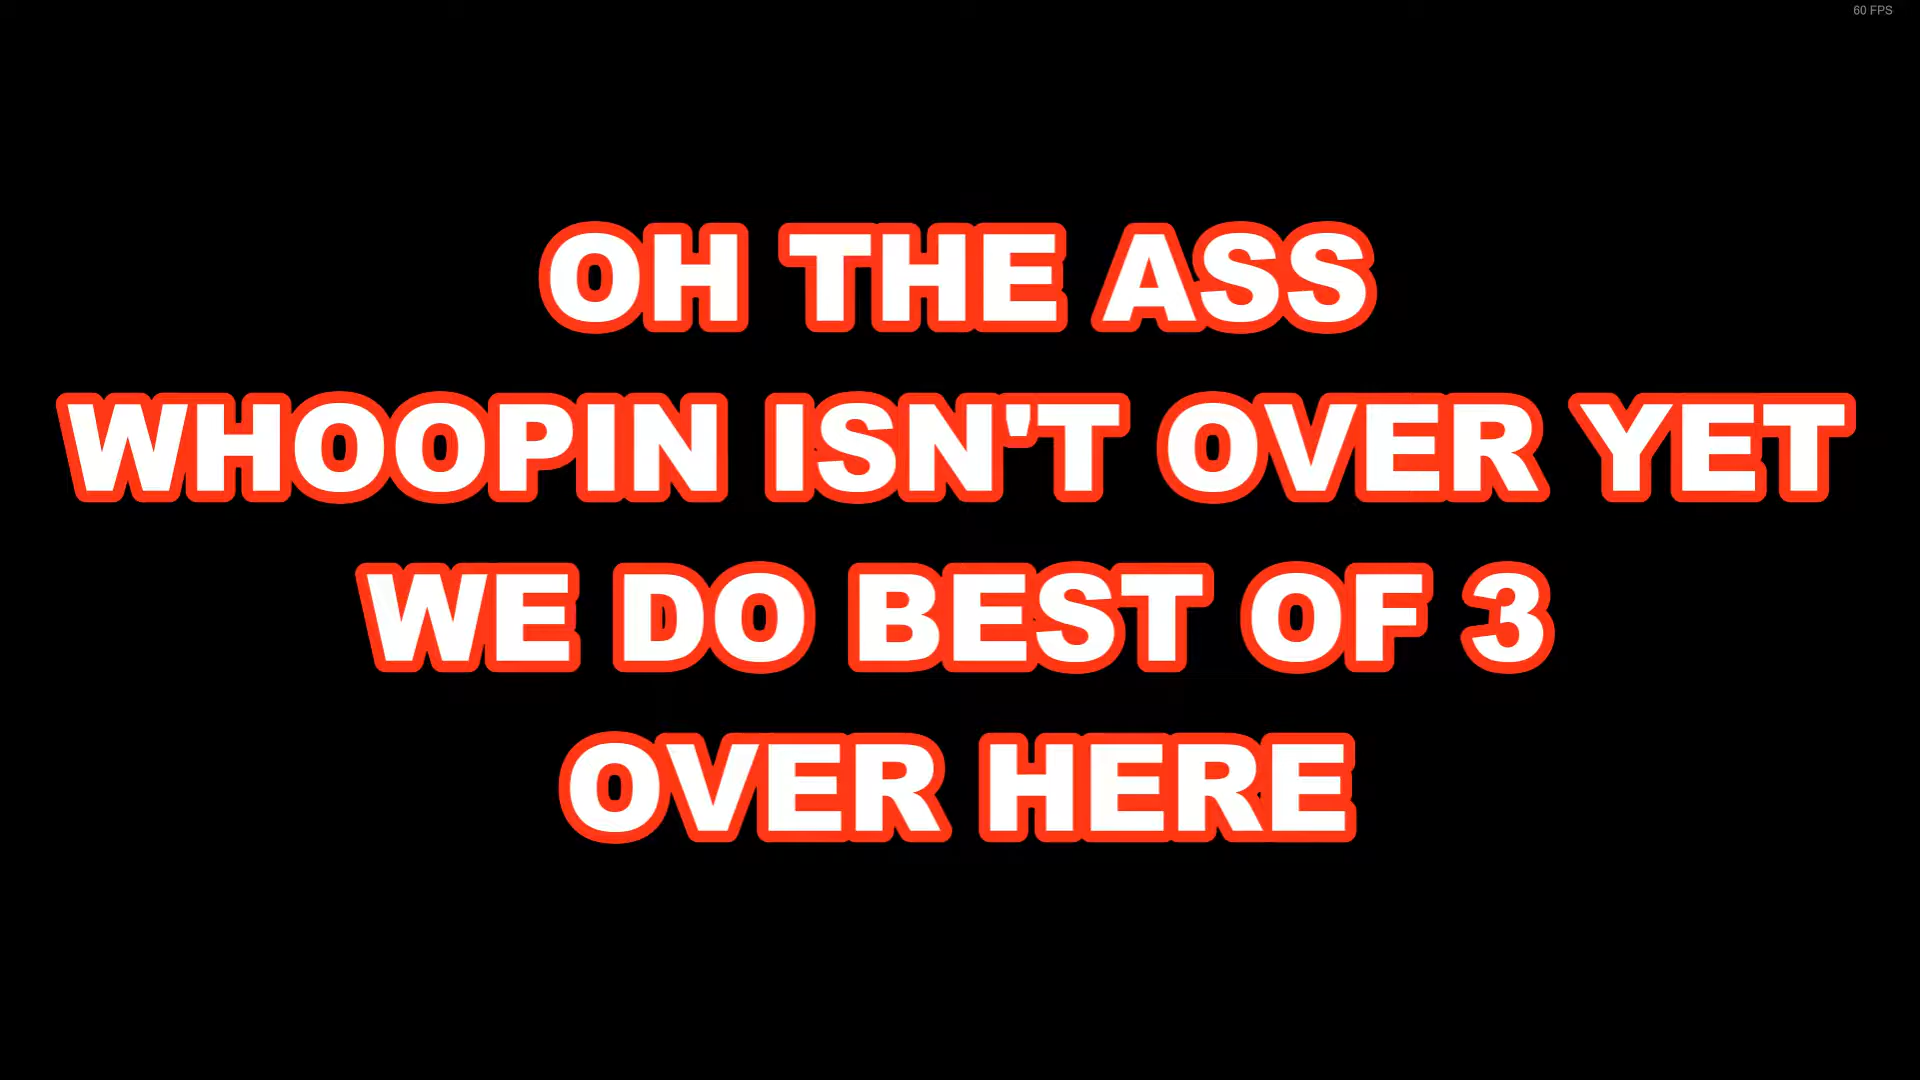 60 FPS
OH THE ASS
WHOOPIN ISN'T OVER YET
WE DO BEST OF 3
OVER HERE